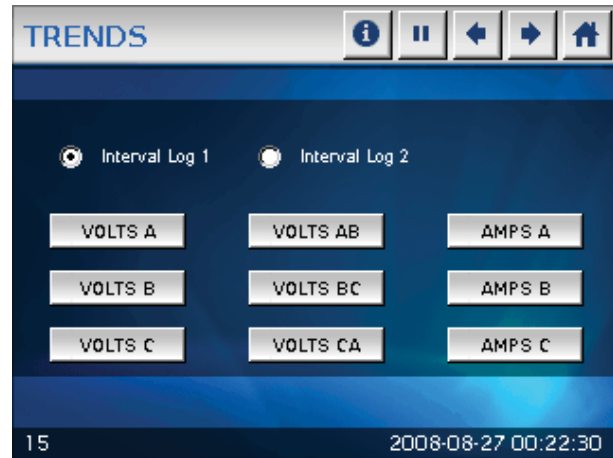 TRENDS
Interval Log 1 Interval Log 2
VOLTS A VOLTS AB AMPS A
VOLTS B VOLTS BC AMPS B
VOLTS C VOLTS CA AMPS C
15 2008-08-27 00:22:30